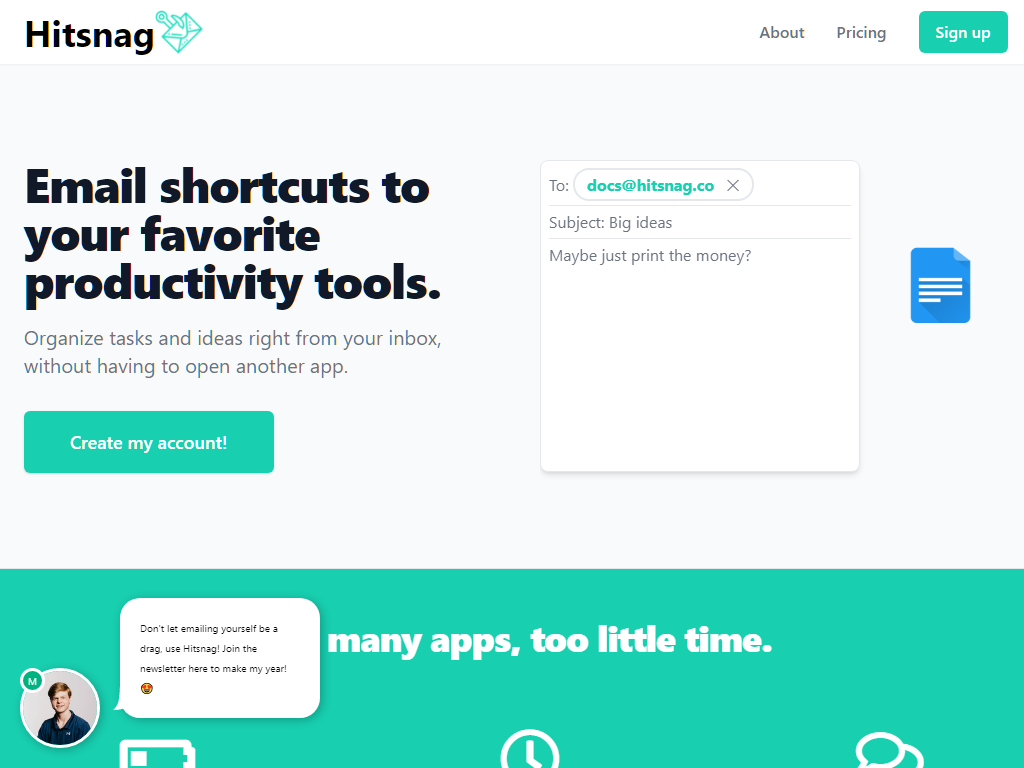 Hitsnag
About
Pricing
Sign up
Email shortcuts to
your favorite
productivity tools.
Organize tasks and ideas right from your inbox,
without having to open another app.
Create my account!
To: docs@hitsnag.co
Subject: Big ideas
Maybe just print the money?
many apps, too little time.
Don't let emailing yourself be a
drag, use Hitsnag! Join the
newsletter here to make my year!
🤩
M